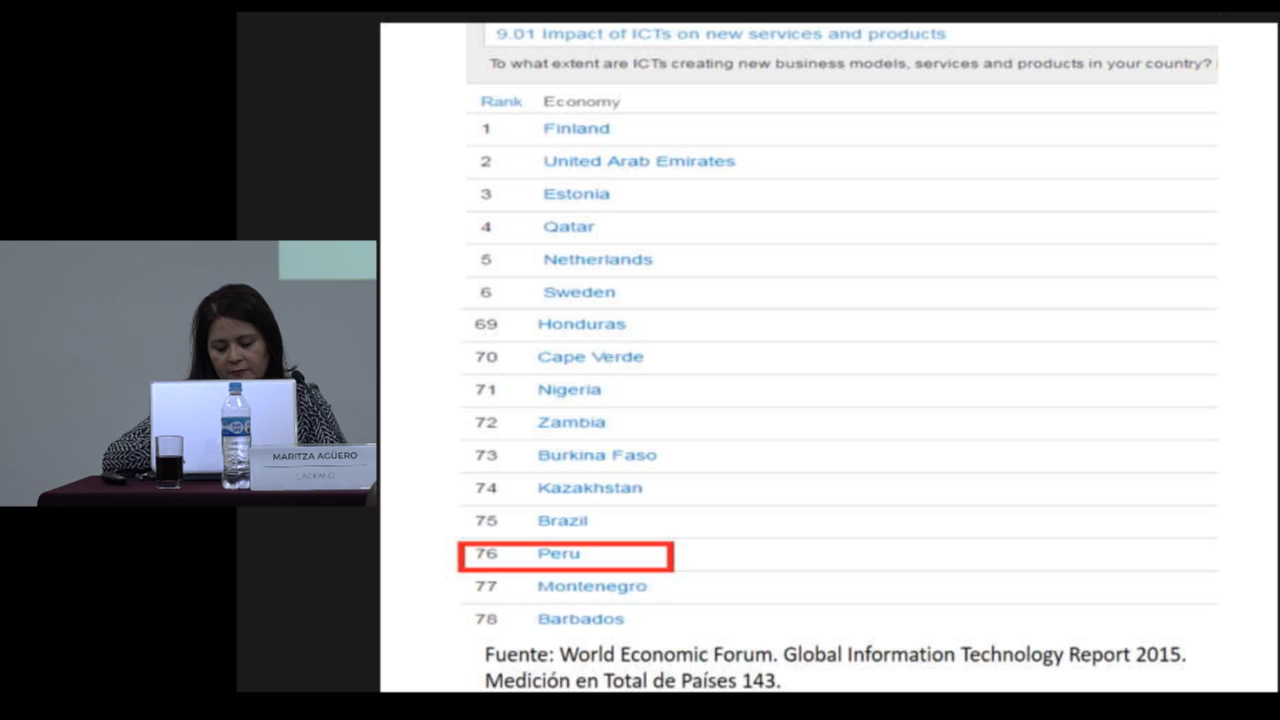 9.01 Impact of ICTs on new services and products
To what extent are ICTs creating new business models, services and products in your country?
Rank Economy
1 Finland
2 United Arab Emirates
3 Estonia
4 Qatar
5 Netherlands
6 Sweden
69 Honduras
70 Cape Verde
71 Nigeria
72 Zambia
73 Burkina Faso
74 Kazakhstan
75 Brazil
76 Peru
77 Montenegro
78 Barbados
Fuente: World Economic Forum. Global Information Technology Report 2015.
Medición en Total de Países 143.
MARITZA AGÜERO